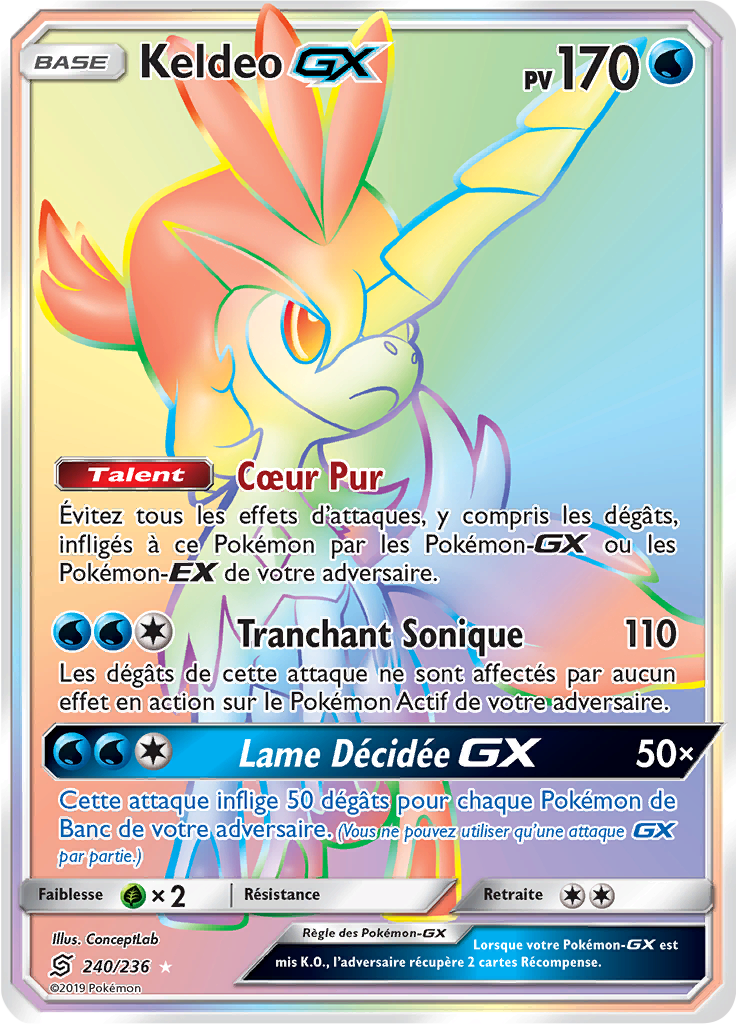 BASE Keldeo GX PV 170
Talent Cœur Pur
Évitez tous les effets d'attaques, y compris les dégâts,
infligés à ce Pokémon par les Pokémon-GX ou les
Pokémon-EX de votre adversaire.
Tranchant Sonique 110
Les dégâts de cette attaque ne sont affectés par aucun
effet en action sur le Pokémon Actif de votre adversaire.
Lame Décidée GX 50×
Cette attaque inflige 50 dégâts pour chaque Pokémon de
Banc de votre adversaire. (Vous ne pouvez utiliser qu'une attaque GX
par partie.)
Faiblesse ×2 Résistance Retraite
Illus. ConceptLab
240/236
©2019 Pokémon
Règle des Pokémon-GX
Lorsque votre Pokémon-GX est
mis K.O., l'adversaire récupère 2 cartes Récompense.